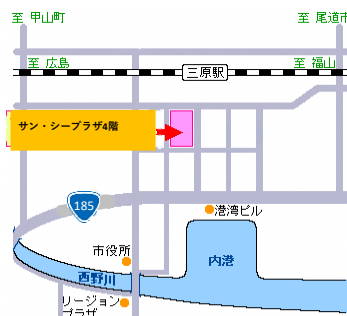 至 甲山町
至 尾道市
至 広島
三原駅
至 福山
サン・シープラザ4階
185
港湾ビル
市役所
内港
西野川
リージョン
プラザ